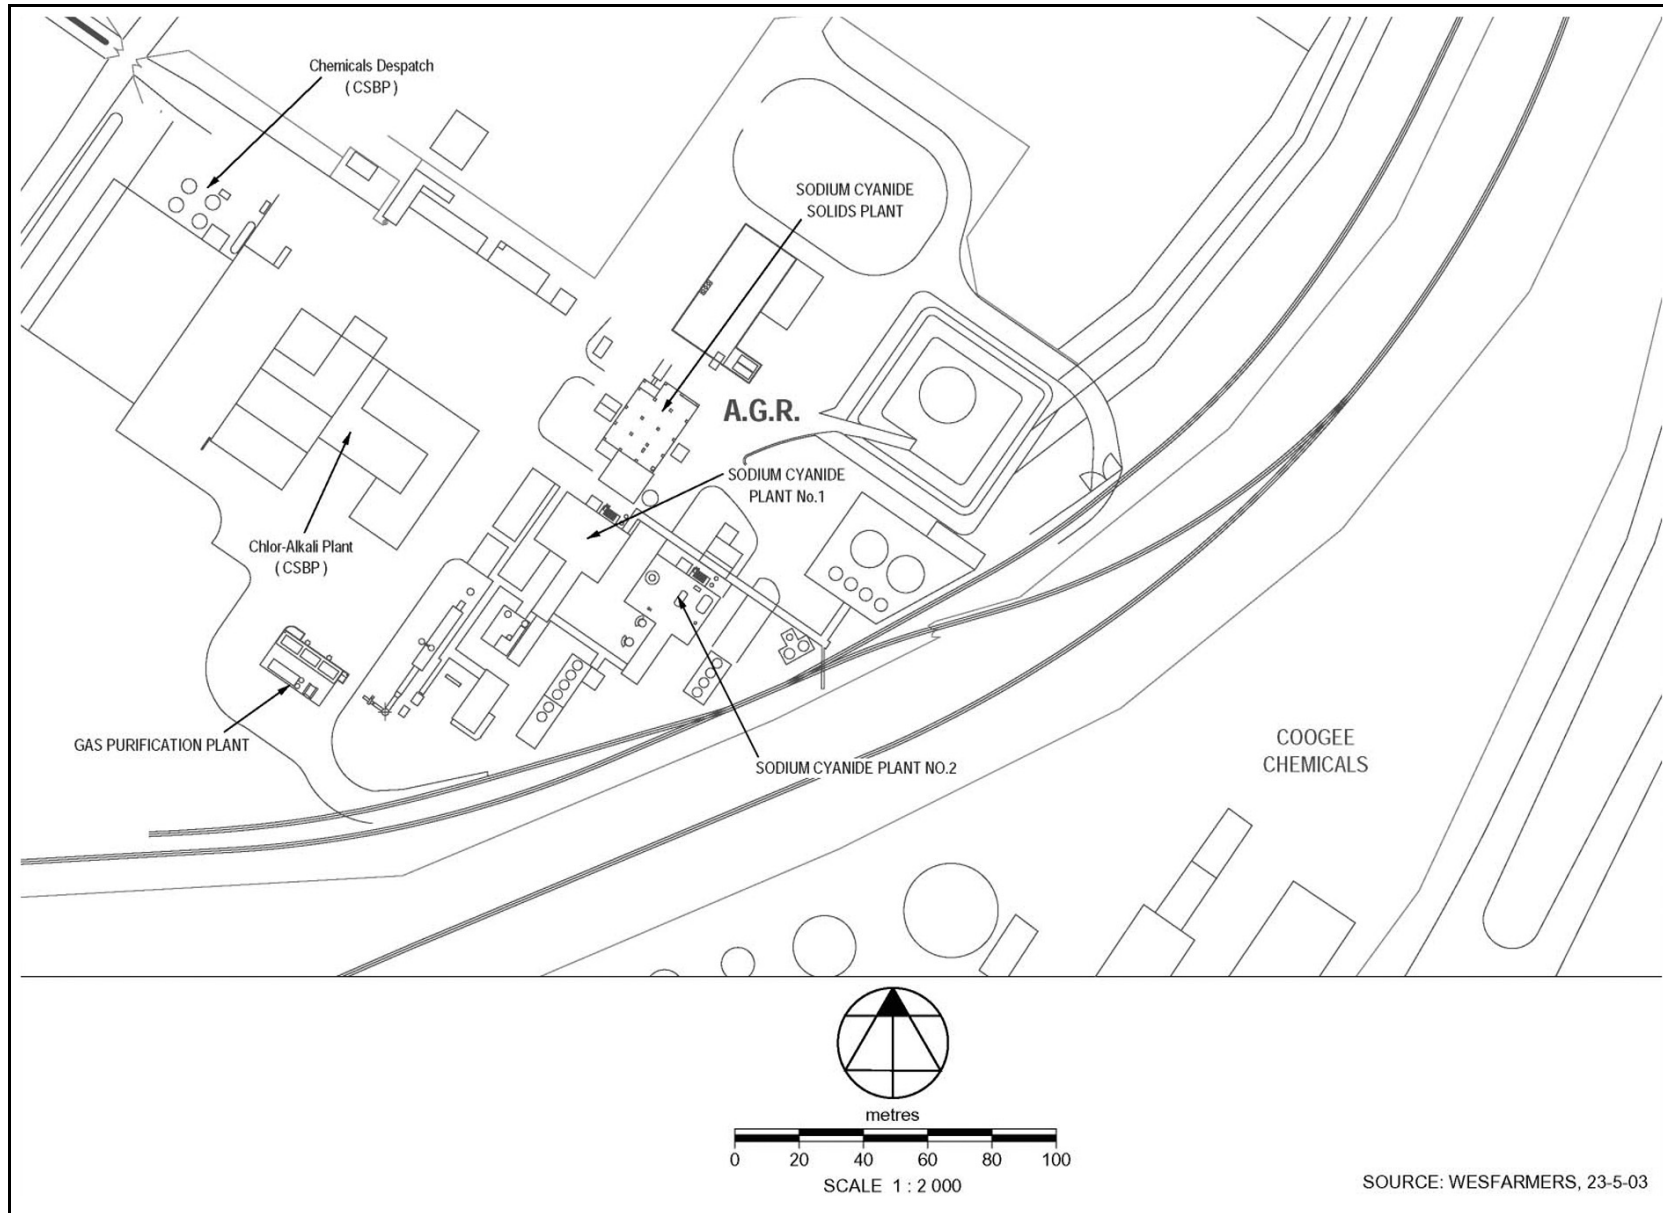 Chemicals Despatch
( CSBP )
SODIUM CYANIDE
SOLIDS PLANT
A.G.R.
SODIUM CYANIDE
PLANT No.1
Chlor-Alkali Plant
( CSBP )
GAS PURIFICATION PLANT
SODIUM CYANIDE PLANT NO.2
COOGEE
CHEMICALS
metres
0 20 40 60 80 100
SCALE 1 : 2 000
SOURCE: WESFARMERS, 23-5-03